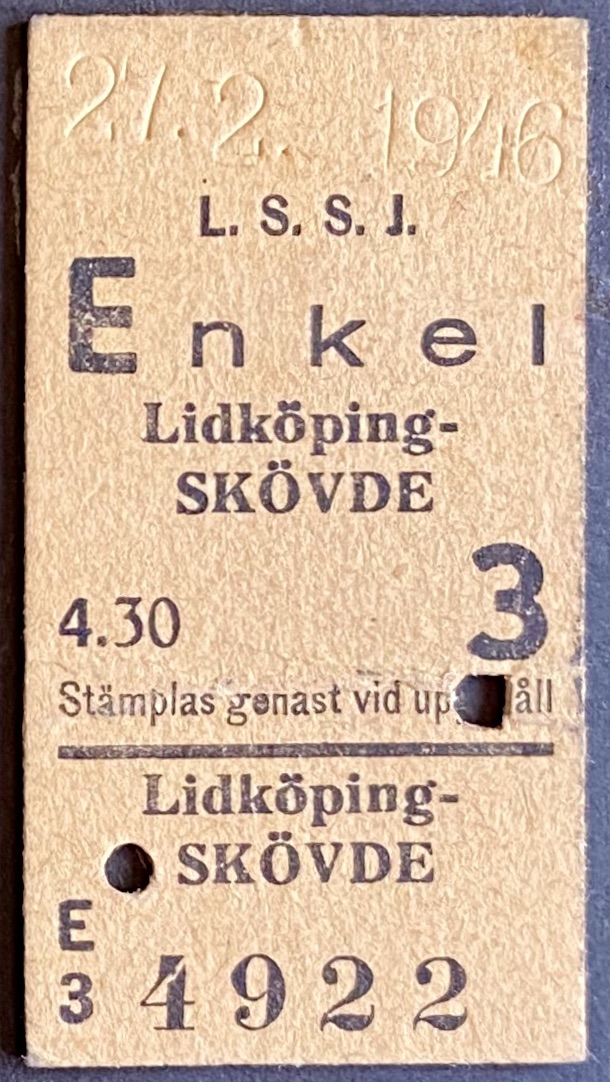 27.2. 1946
L. S. S. J.
Enkel
Lidköping-
SKÖVDE
3
4.30
Stämplas genast vid
Lidköping-
SKÖVDE
E
3 4922